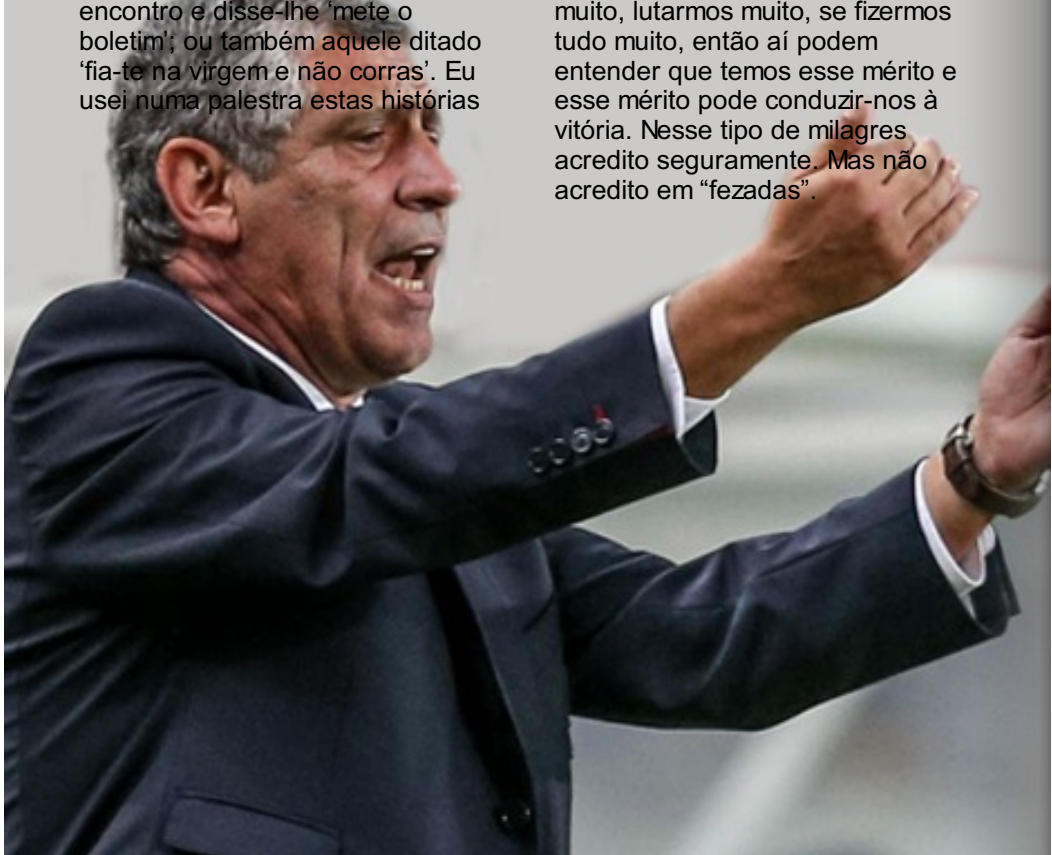 encontro e disse-lhe ‘mete o
boletim’; ou também aquele ditado
‘fia-te na virgem e não corras’. Eu
usei numa palestra estas histórias
muito, lutarmos muito, se fizermos
tudo muito, então aí podem
entender que temos esse mérito e
esse mérito pode conduzir-nos à
vitória. Nesse tipo de milagres
acredito seguramente. Mas não
acredito em “fezadas”.